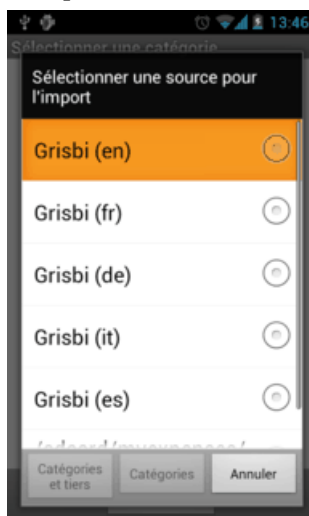 13:46
Sélectionner une catégorie
Sélectionner une source pour
l'import
Grisbi (en)
Grisbi (fr)
Grisbi (de)
Grisbi (it)
Grisbi (es)
Catégories
et tiers
Catégories
Annuler